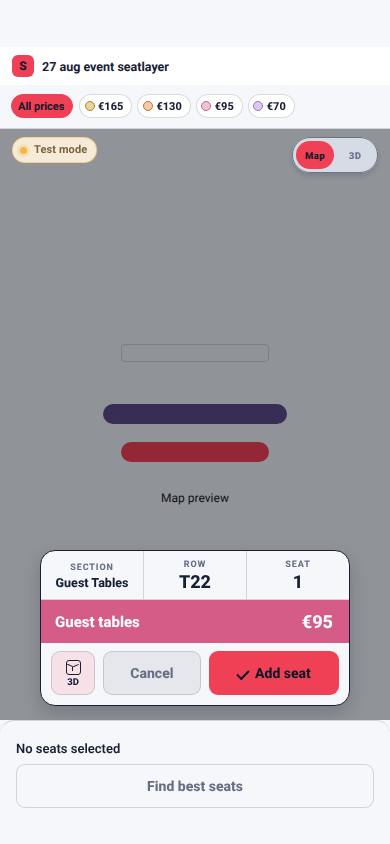 S
27 aug event seatlayer
All prices
€165
€130
€95
€70
Test mode
Map
3D
Map preview
SECTION
Guest Tables
ROW
T22
SEAT
1
Guest tables
€95
3D
Cancel
Add seat
No seats selected
Find best seats